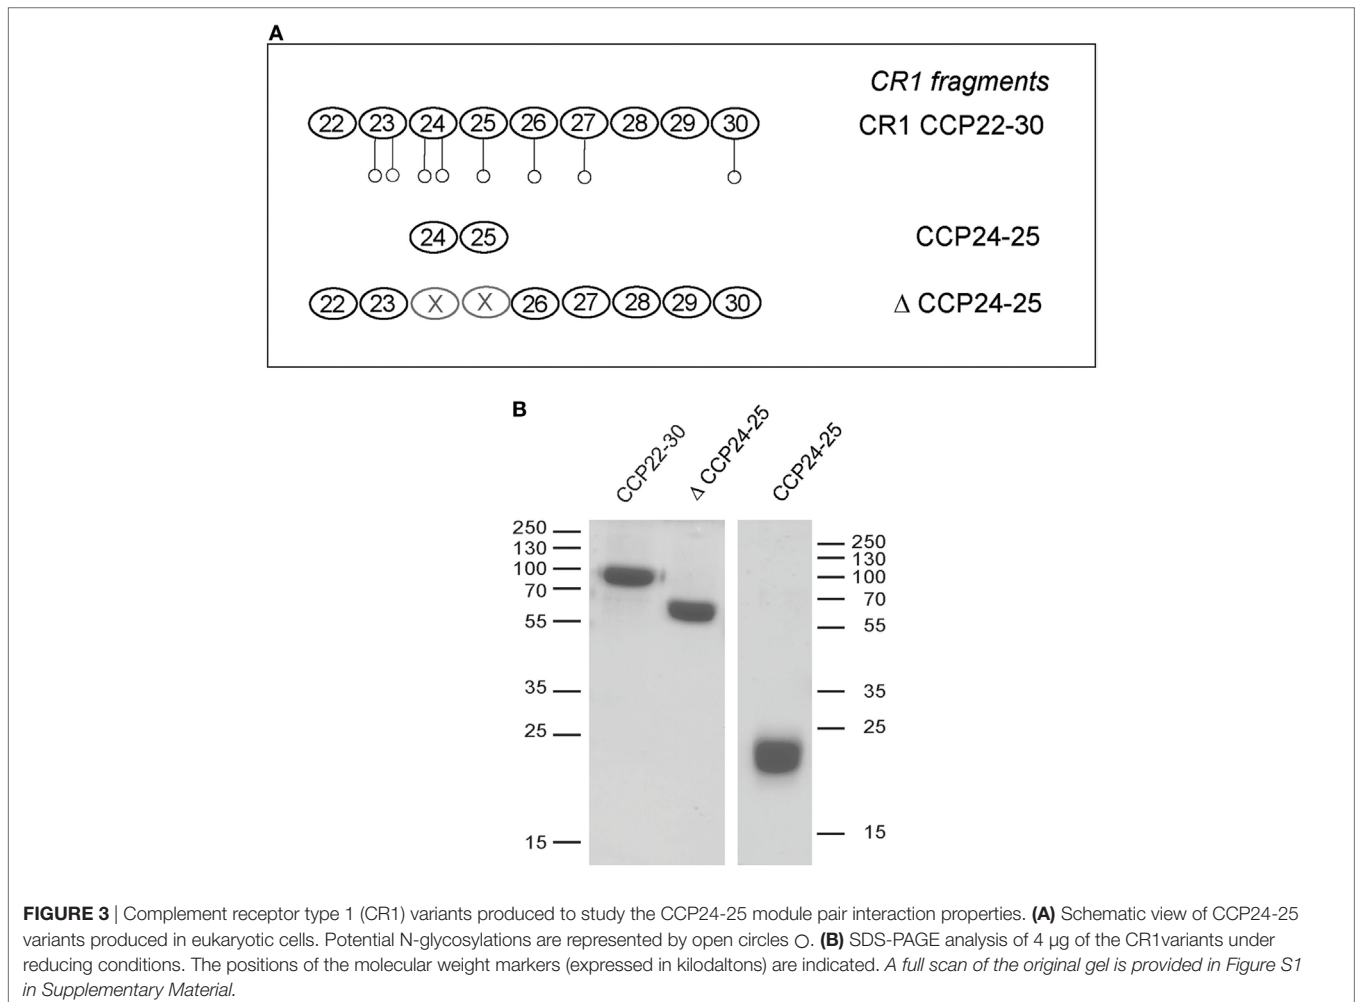 A
CR1 fragments
22 23 24 25 26 27 28 29 30 CR1 CCP22-30
24 25 CCP24-25
22 23 X X 26 27 28 29 30 Δ CCP24-25
B
CCP22-30 Δ CCP24-25 CCP24-25
250 250
130 130
100 100
70 70
55 55
35 35
25 25
15 15
FIGURE 3 | Complement receptor type 1 (CR1) variants produced to study the CCP24-25 module pair interaction properties. (A) Schematic view of CCP24-25
variants produced in eukaryotic cells. Potential N-glycosylations are represented by open circles ○. (B) SDS-PAGE analysis of 4 µg of the CR1variants under
reducing conditions. The positions of the molecular weight markers (expressed in kilodaltons) are indicated. A full scan of the original gel is provided in Figure S1
in Supplementary Material.